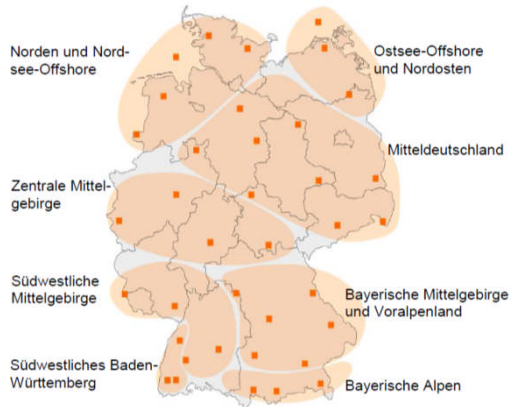 Norden und Nord-
see-Offshore
Ostsee-Offshore
und Nordosten
Mitteldeutschland
Zentrale Mittel-
gebirge
Südwestliche
Mittelgebirge
Bayerische Mittelgebirge
und Voralpenland
Südwestliches Baden-
Württemberg
Bayerische Alpen